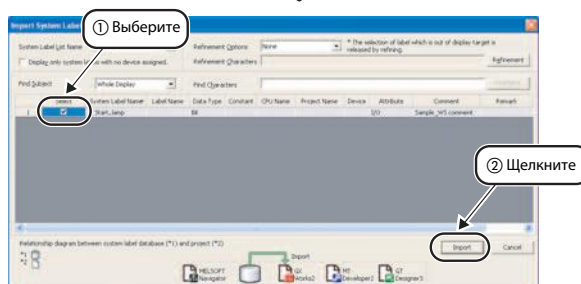 Import System Label
① Выберите
System Label List Name
Refinement Options None
* The selection of label which is out of display target is released by refining.
Display only system labels with no device assigned.
Refinement Characters
Refinement
Find Subject Whole Display
Find Characters
Select System Label Name Label Name Data Type Constant CPU Name Project Name Device Attribute Comment Remark
1 Start_lamp Bit I/O Sample_WS comment
② Щелкните
Relationship diagram between system label database (*1) and project (*2)
Import Cancel
*1
*2
Import
MELSOFT Navigator
GX Works2
MT Developer2
GT Designer3